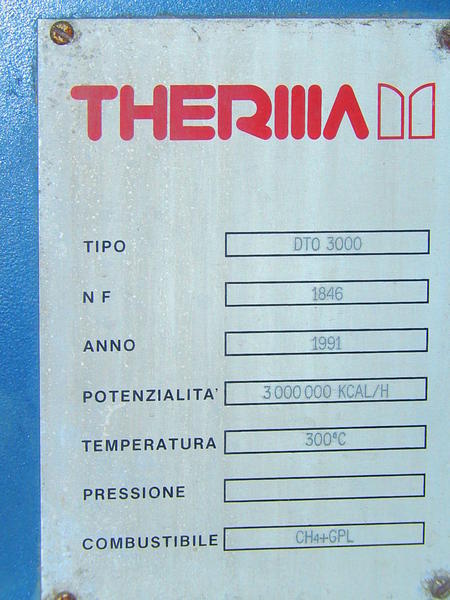 THERMA
TIPO DTO 3000
N F 1846
ANNO 1991
POTENZIALITA' 3 000 000 KCAL/H
TEMPERATURA 300°C
PRESSIONE
COMBUSTIBILE CH4+GPL